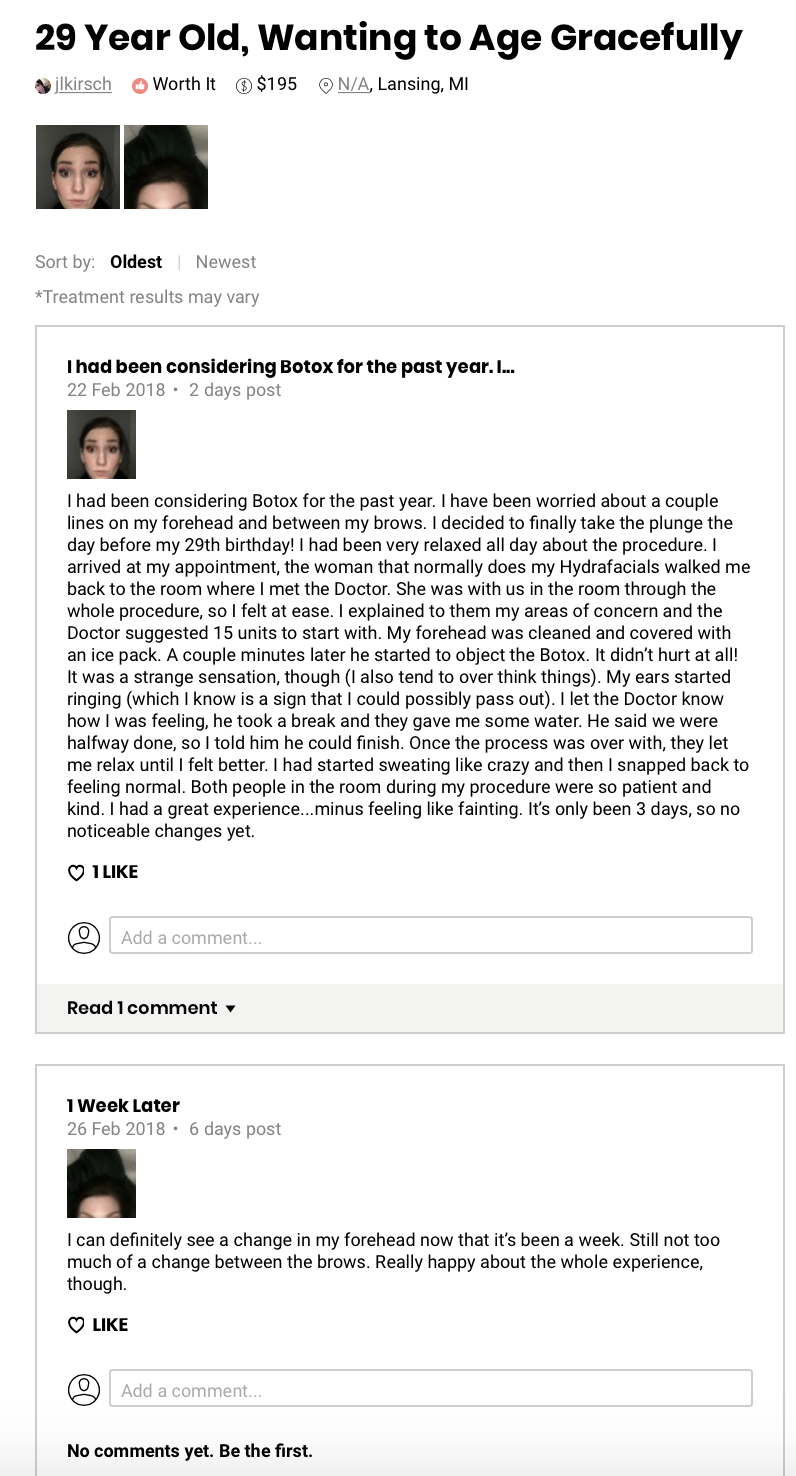 29 Year Old, Wanting to Age Gracefully
jlkirsch Worth It $195 N/A, Lansing, MI
Sort by: Oldest | Newest
*Treatment results may vary
I had been considering Botox for the past year. I...
22 Feb 2018 • 2 days post
I had been considering Botox for the past year. I have been worried about a couple
lines on my forehead and between my brows. I decided to finally take the plunge the
day before my 29th birthday! I had been very relaxed all day about the procedure. I
arrived at my appointment, the woman that normally does my Hydrafacials walked me
back to the room where I met the Doctor. She was with us in the room through the
whole procedure, so I felt at ease. I explained to them my areas of concern and the
Doctor suggested 15 units to start with. My forehead was cleaned and covered with
an ice pack. A couple minutes later he started to object the Botox. It didn’t hurt at all!
It was a strange sensation, though (I also tend to over think things). My ears started
ringing (which I know is a sign that I could possibly pass out). I let the Doctor know
how I was feeling, he took a break and they gave me some water. He said we were
halfway done, so I told him he could finish. Once the process was over with, they let
me relax until I felt better. I had started sweating like crazy and then I snapped back to
feeling normal. Both people in the room during my procedure were so patient and
kind. I had a great experience...minus feeling like fainting. It’s only been 3 days, so no
noticeable changes yet.
1 LIKE
Add a comment...
Read 1 comment ▼
1 Week Later
26 Feb 2018 • 6 days post
I can definitely see a change in my forehead now that it’s been a week. Still not too
much of a change between the brows. Really happy about the whole experience,
though.
LIKE
Add a comment...
No comments yet. Be the first.